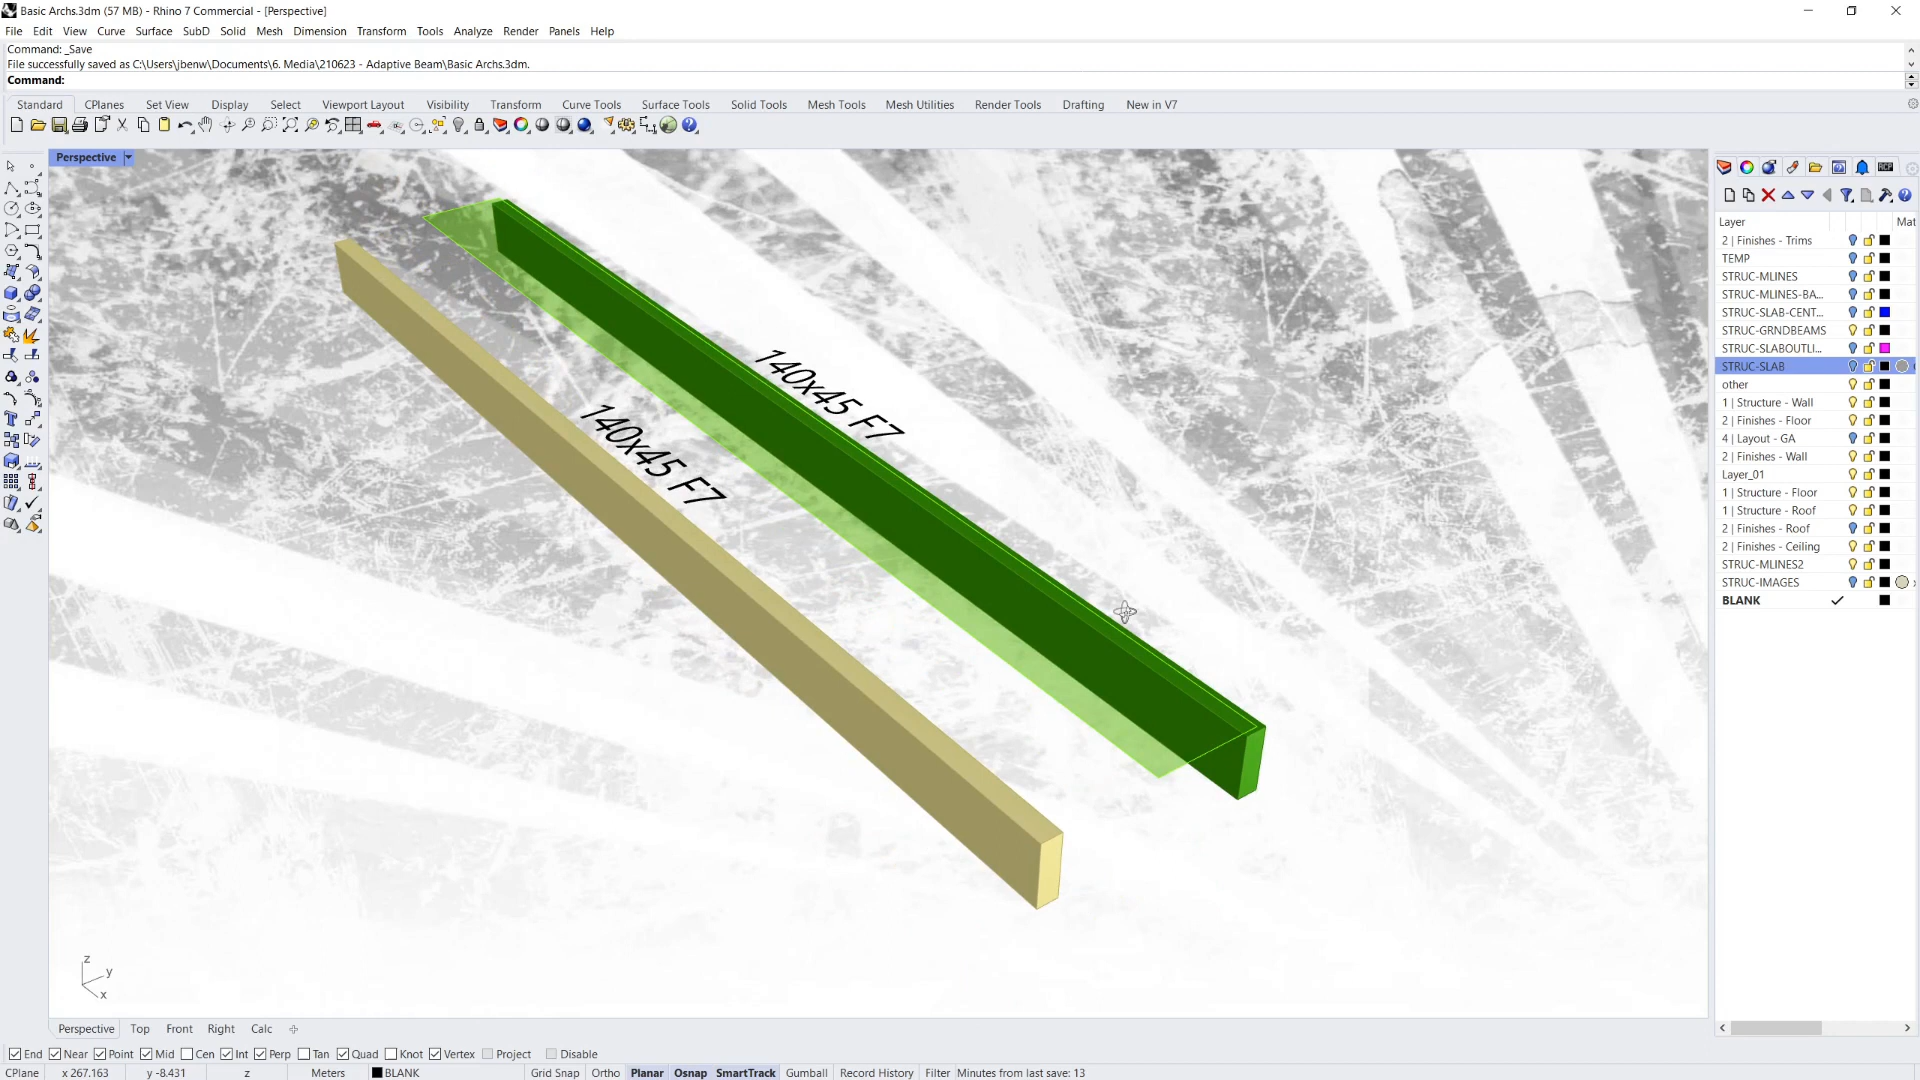 Basic Archs.3dm (57 MB) - Rhino 7 Commercial - [Perspective]
File Edit View Curve Surface SubD Solid Mesh Dimension Transform Tools Analyze Render Panels Help
Command: _Save
File successfully saved as C:\Users\jbenw\Documents\6. Media\210623 - Adaptive Beam\Basic Archs.3dm.
Command:
Standard CPlanes Set View Display Select Viewport Layout Visibility Transform Curve Tools Surface Tools Solid Tools Mesh Tools Mesh Utilities Render Tools Drafting New in V7
Perspective
Layer Mat
2 | Finishes - Trims
TEMP
STRUC-MLINES
STRUC-MLINES-BA...
STRUC-SLAB-CENT...
STRUC-GRNDBEAMS
STRUC-SLABOUTLI...
STRUC-SLAB
other
1 | Structure - Wall
2 | Finishes - Floor
4 | Layout - GA
2 | Finishes - Wall
Layer_01
1 | Structure - Floor
1 | Structure - Roof
2 | Finishes - Roof
2 | Finishes - Ceiling
STRUC-MLINES2
STRUC-IMAGES
BLANK
140x45 F7
140x45 F7
z
y
x
Perspective Top Front Right Calc
End Near Point Mid Cen Int Perp Tan Quad Knot Vertex Project Disable
CPlane x 267.163 y -8.431 z Meters BLANK Grid Snap Ortho Planar Osnap SmartTrack Gumball Record History Filter Minutes from last save: 13